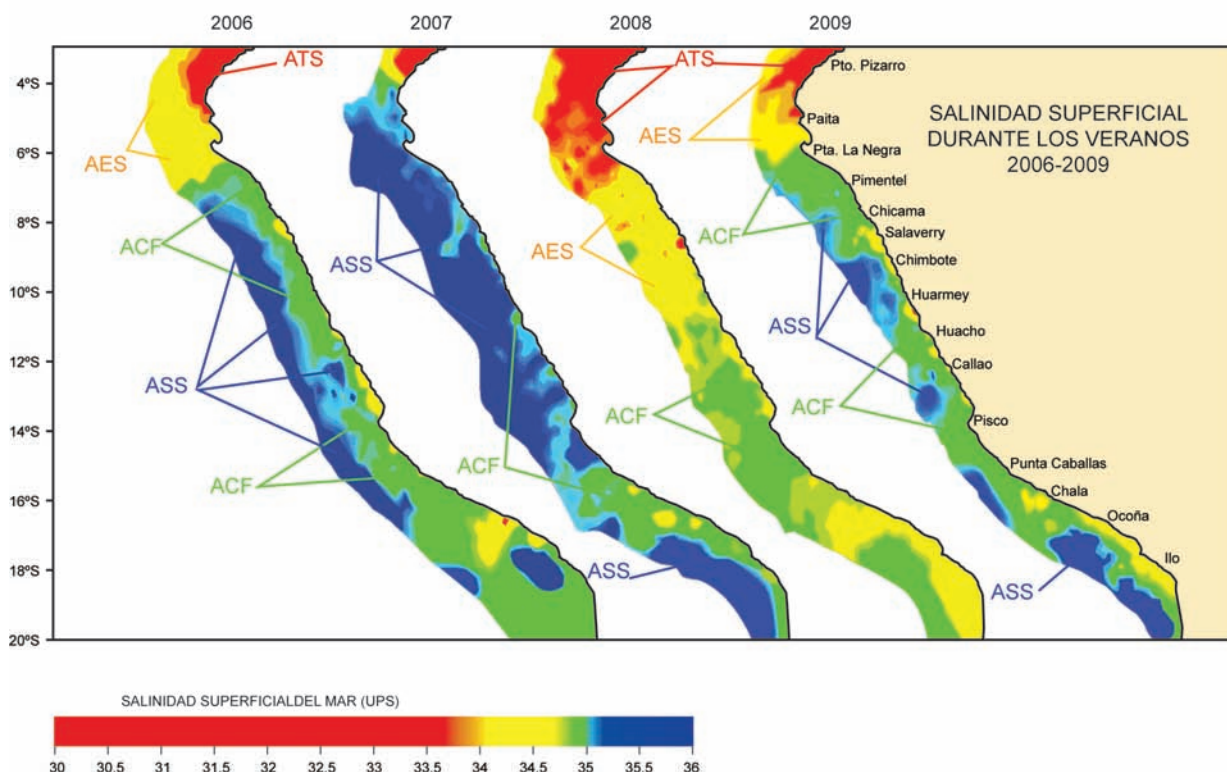 2006 2007 2008 2009
ATS
ATS
Pto. Pizarro
4ºS
SALINIDAD SUPERFICIAL
DURANTE LOS VERANOS
2006-2009
Paita
AES
AES
6ºS
Pta. La Negra
Pimentel
8ºS
Chicama
ACF
ASS
AES
ACF
Salaverry
Chimbote
10ºS
Huarmey
ASS
Huacho
12ºS
Callao
ASS
ACF
ACF
14ºS
Pisco
ACF
ACF
Punta Caballas
16ºS
Chala
Ocoña
18ºS
ASS
ASS
Ilo
20ºS
SALINIDAD SUPERFICIALDEL MAR (UPS)
30 30.5 31 31.5 32 32.5 33 33.5 34 34.5 35 35.5 36